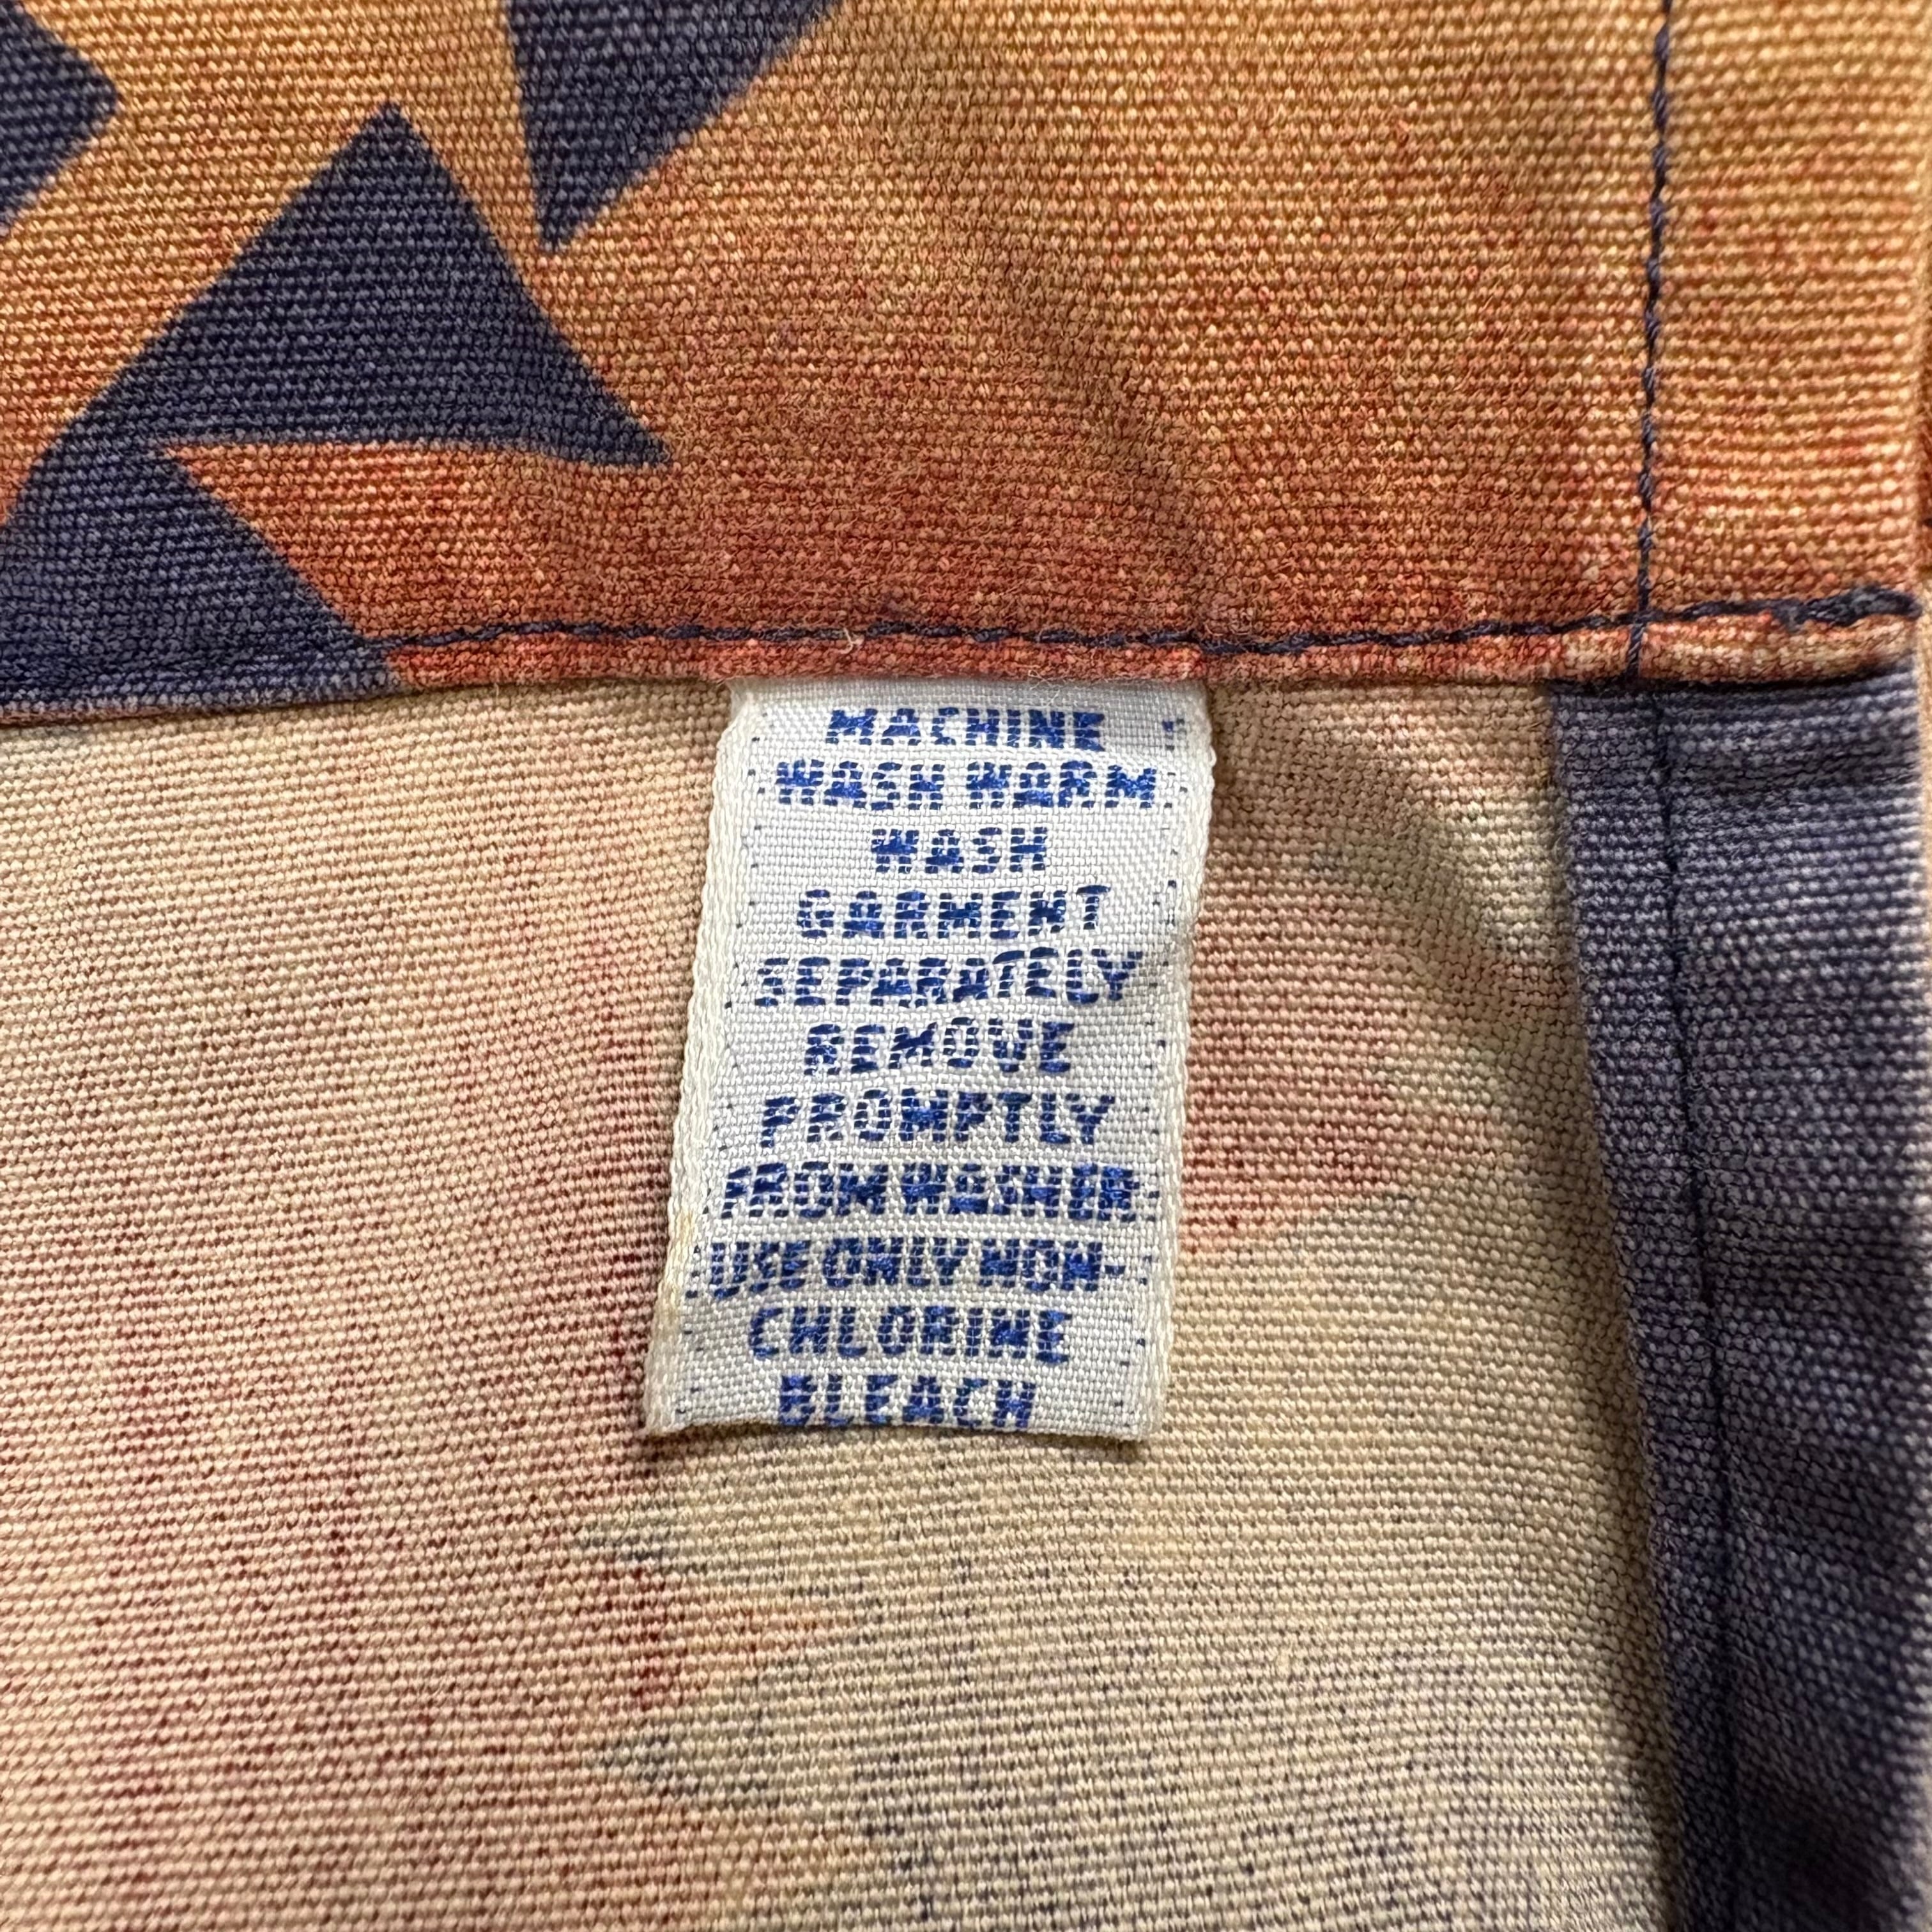 MACHINE
WASH WARM
WASH
GARMENT
SEPARATELY
REMOVE
PROMPTLY
FROM WASHER
USE ONLY NON-
CHLORINE
BLEACH